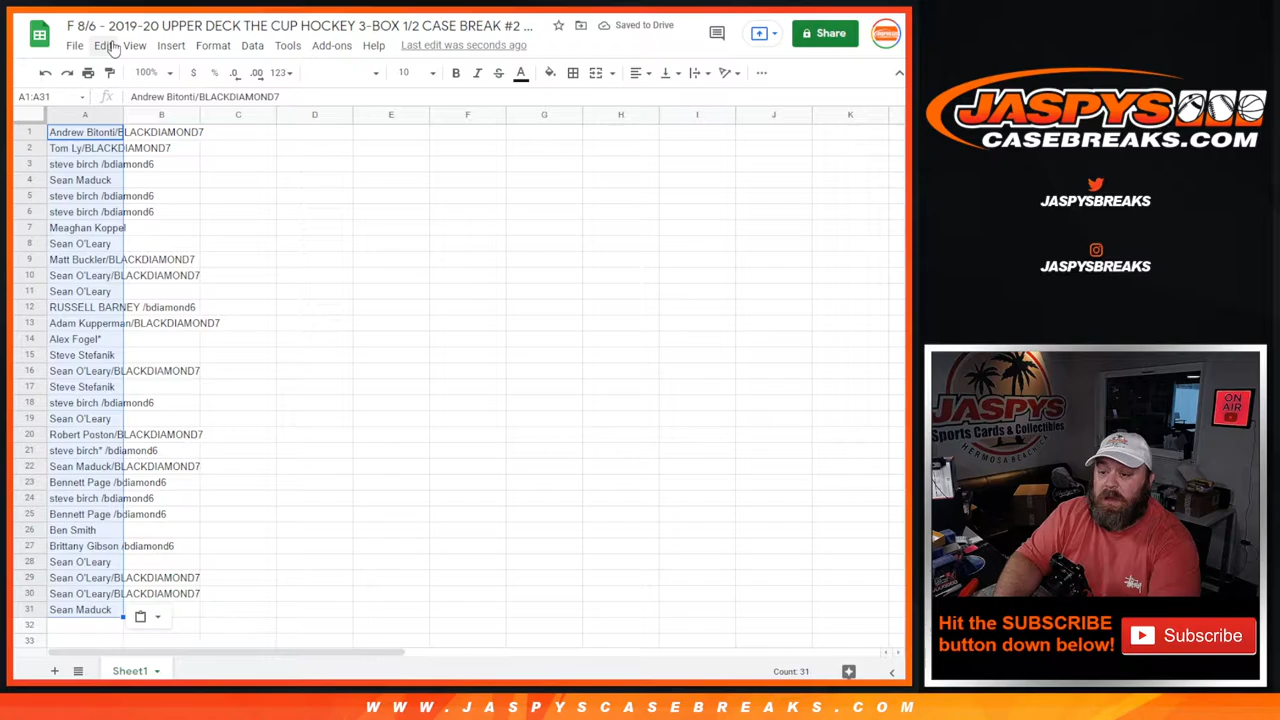 F 8/6 - 2019-20 UPPER DECK THE CUP HOCKEY 3-BOX 1/2 CASE BREAK #2 ...
Saved to Drive
File Edit View Insert Format Data Tools Add-ons Help Last edit was seconds ago
Share
100% $ % .0 .00 123 10 B I S A
A1:A31 fx Andrew Bitonti/BLACKDIAMOND7
A B C D E F G H I J K
1 Andrew Bitonti/BLACKDIAMOND7
2 Tom Ly/BLACKDIAMOND7
3 steve birch /bdiamond6
4 Sean Maduck
5 steve birch /bdiamond6
6 steve birch /bdiamond6
7 Meaghan Koppel
8 Sean O'Leary
9 Matt Buckler/BLACKDIAMOND7
10 Sean O'Leary/BLACKDIAMOND7
11 Sean O'Leary
12 RUSSELL BARNEY /bdiamond6
13 Adam Kupperman/BLACKDIAMOND7
14 Alex Fogel*
15 Steve Stefanik
16 Sean O'Leary/BLACKDIAMOND7
17 Steve Stefanik
18 steve birch /bdiamond6
19 Sean O'Leary
20 Robert Poston/BLACKDIAMOND7
21 steve birch* /bdiamond6
22 Sean Maduck/BLACKDIAMOND7
23 Bennett Page /bdiamond6
24 steve birch /bdiamond6
25 Bennett Page /bdiamond6
26 Ben Smith
27 Brittany Gibson /bdiamond6
28 Sean O'Leary
29 Sean O'Leary/BLACKDIAMOND7
30 Sean O'Leary/BLACKDIAMOND7
31 Sean Maduck
32
33
Sheet1
Count: 31
JASPYS
CASEBREAKS.COM
JASPYSBREAKS
JASPYSBREAKS
JASPYS
Sports Cards & Collectibles
HERMOSA BEACH, CA
ON AIR
Hit the SUBSCRIBE
button down below!
Subscribe
WWW.JASPYSCASEBREAKS.COM